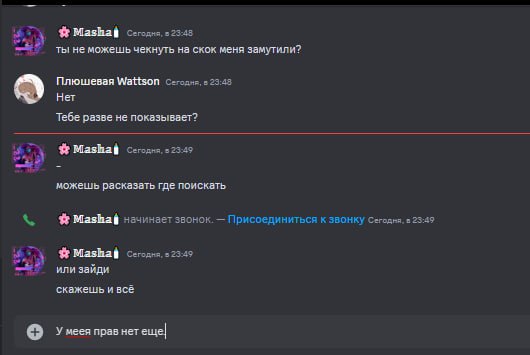 🌸 𝕄𝕒𝕤𝕙𝕒🍼 Сегодня, в 23:48
ты не можешь чекнуть на скок меня замутили?
Плюшевая Wattson Сегодня, в 23:48
Нет
Тебе разве не показывает?
🌸 𝕄𝕒𝕤𝕙𝕒🍼 Сегодня, в 23:49
-
можешь расказать где поискать
🌸 𝕄𝕒𝕤𝕙𝕒🍼 начинает звонок. — Присоединиться к звонку Сегодня, в 23:49
🌸 𝕄𝕒𝕤𝕙𝕒🍼 Сегодня, в 23:49
или зайди
скажешь и всё
У меея прав нет еще.